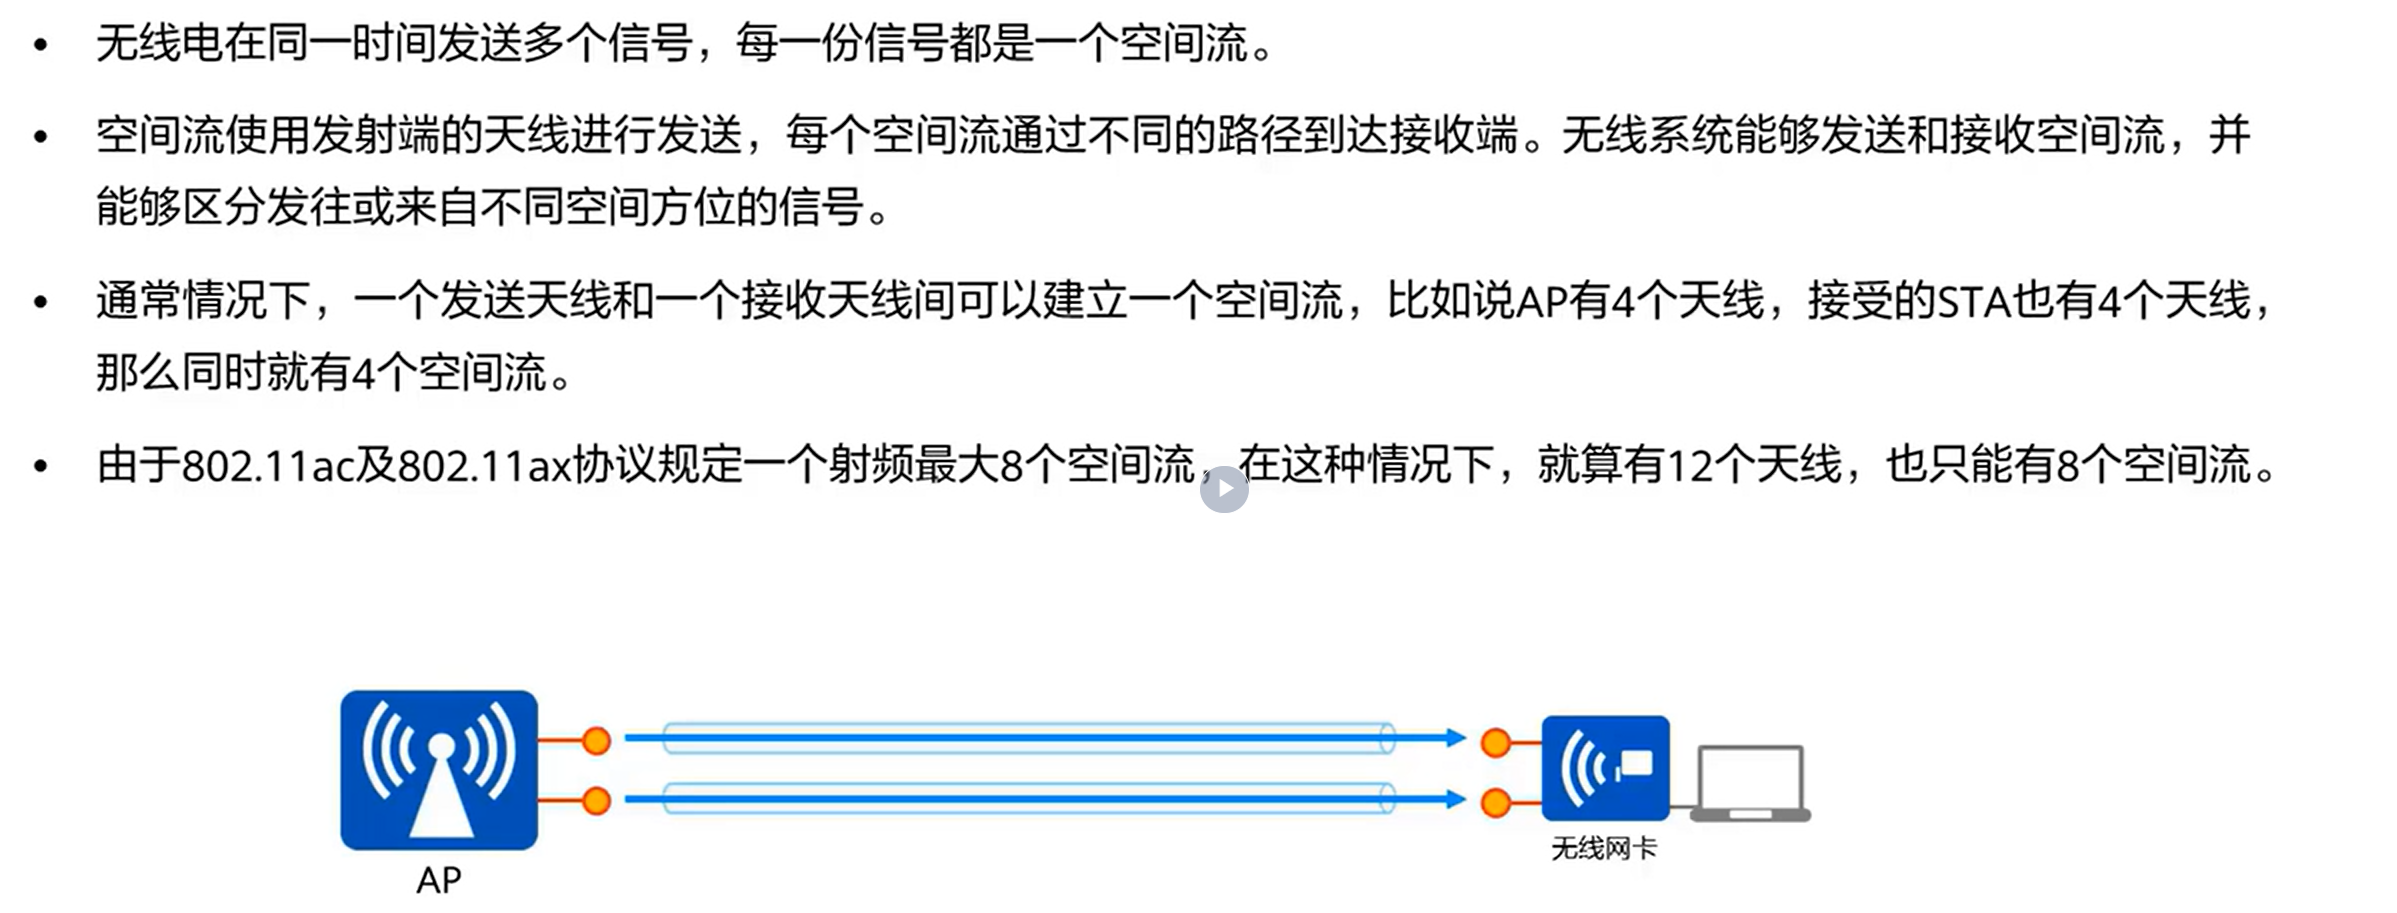 • 无线电在同一时间发送多个信号，每一份信号都是一个空间流。
• 空间流使用发射端的天线进行发送，每个空间流通过不同的路径到达接收端。无线系统能够发送和接收空间流，并
能够区分发往或来自不同空间方位的信号。
• 通常情况下，一个发送天线和一个接收天线间可以建立一个空间流，比如说AP有4个天线，接受的STA也有4个天线，
那么同时就有4个空间流。
• 由于802.11ac及802.11ax协议规定一个射频最大8个空间流，在这种情况下，就算有12个天线，也只能有8个空间流。
无线网卡
AP